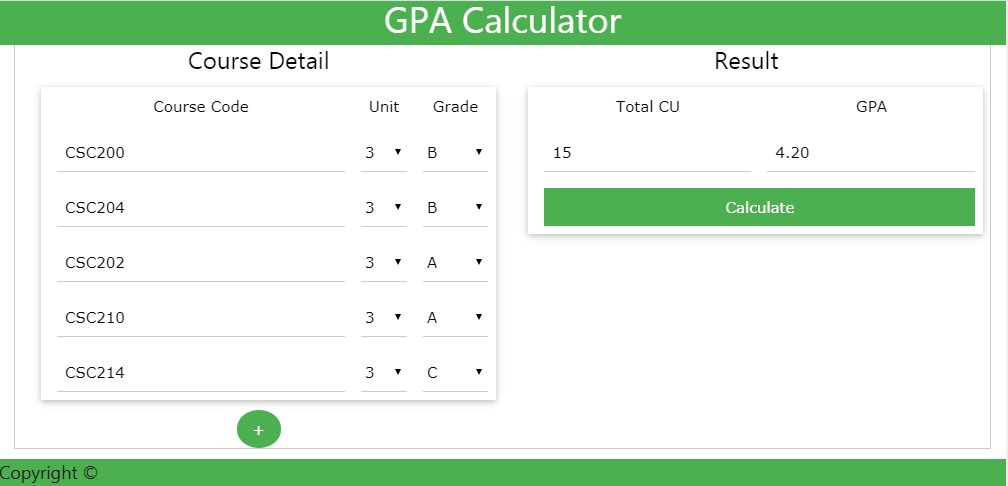 GPA Calculator
Course Detail
Course Code Unit Grade
CSC200 3 B
CSC204 3 B
CSC202 3 A
CSC210 3 A
CSC214 3 C
+
Result
Total CU GPA
15 4.20
Calculate
Copyright ©